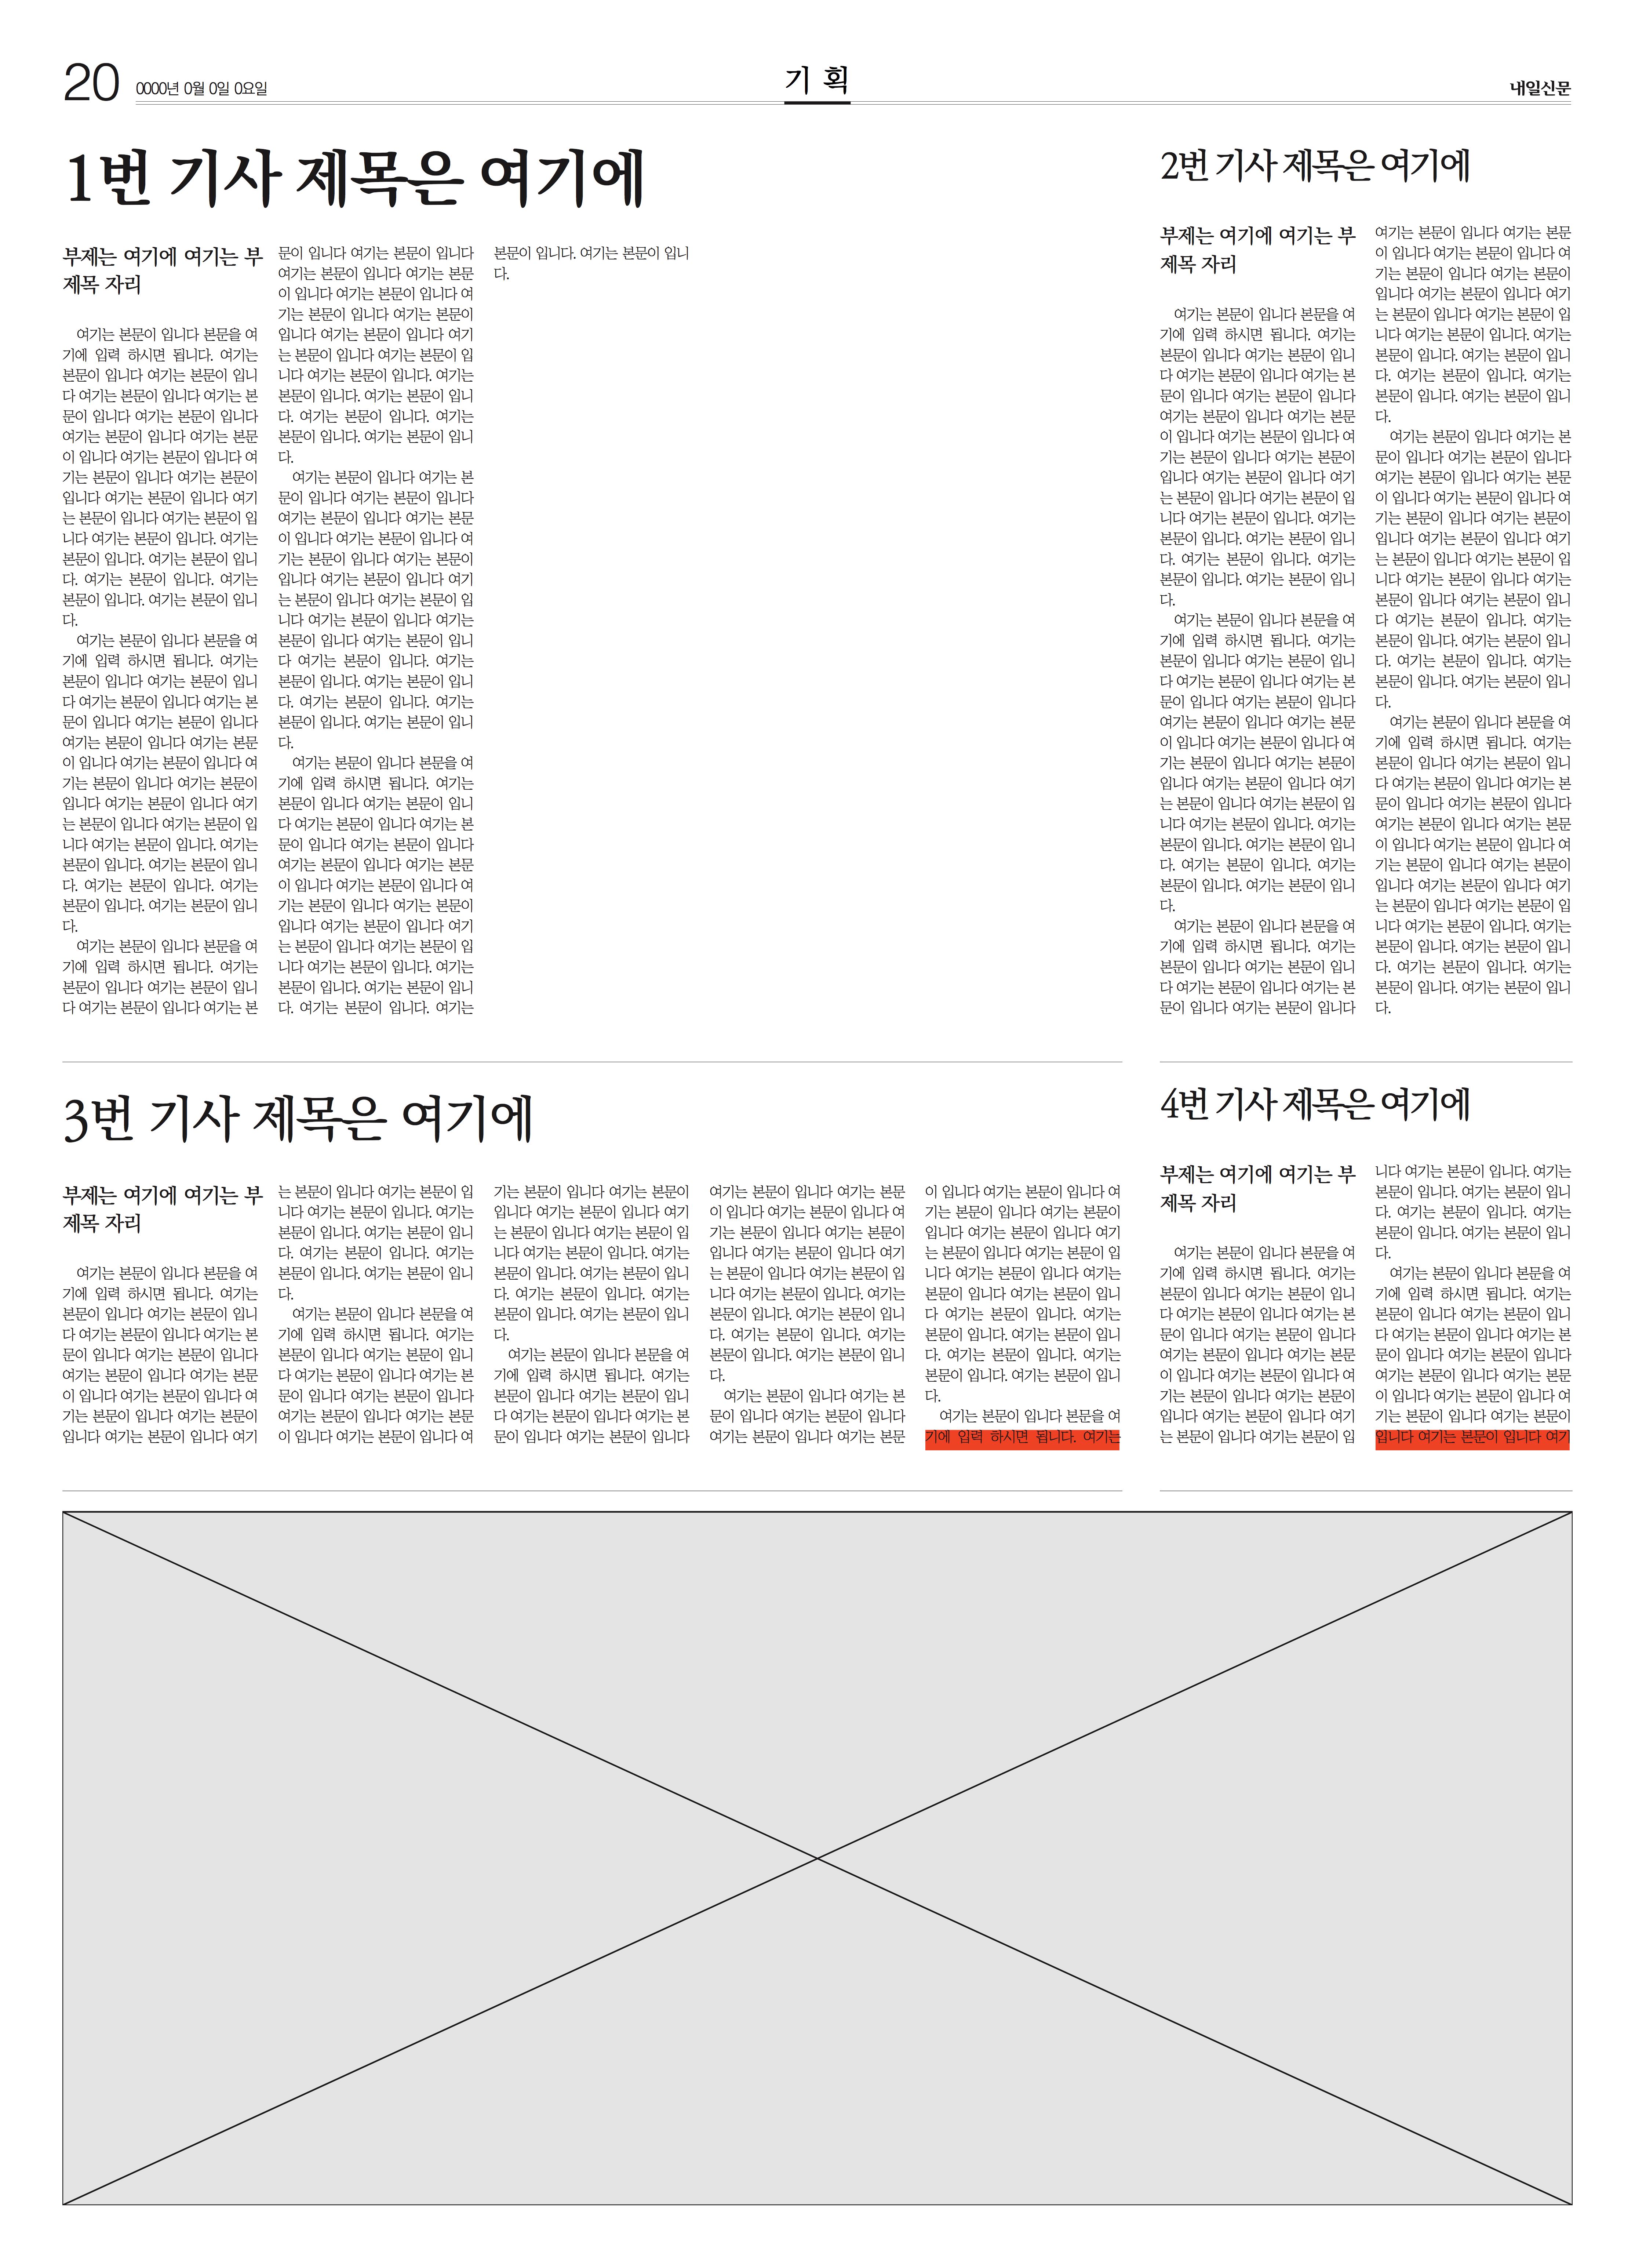 20 0000년 0월 0일 0요일
기 획
내일신문
1번 기사 제목은 여기에
부제는 여기에 여기는 부
제목 자리
여기는 본문이 입니다 본문을 여
기에 입력 하시면 됩니다. 여기는
본문이 입니다 여기는 본문이 입니
다 여기는 본문이 입니다 여기는 본
문이 입니다 여기는 본문이 입니다
여기는 본문이 입니다 여기는 본문
이 입니다 여기는 본문이 입니다 여
기는 본문이 입니다 여기는 본문이
입니다 여기는 본문이 입니다 여기
는 본문이 입니다 여기는 본문이 입
니다 여기는 본문이 입니다. 여기는
본문이 입니다. 여기는 본문이 입니
다. 여기는 본문이 입니다. 여기는
본문이 입니다. 여기는 본문이 입니
다.
여기는 본문이 입니다 본문을 여
기에 입력 하시면 됩니다. 여기는
본문이 입니다 여기는 본문이 입니
다 여기는 본문이 입니다 여기는 본
문이 입니다 여기는 본문이 입니다
여기는 본문이 입니다 여기는 본문
이 입니다 여기는 본문이 입니다 여
기는 본문이 입니다 여기는 본문이
입니다 여기는 본문이 입니다 여기
는 본문이 입니다 여기는 본문이 입
니다 여기는 본문이 입니다. 여기는
본문이 입니다. 여기는 본문이 입니
다. 여기는 본문이 입니다. 여기는
본문이 입니다. 여기는 본문이 입니
다.
여기는 본문이 입니다 본문을 여
기에 입력 하시면 됩니다. 여기는
본문이 입니다 여기는 본문이 입니
다 여기는 본문이 입니다 여기는 본
문이 입니다 여기는 본문이 입니다
여기는 본문이 입니다 여기는 본문
이 입니다 여기는 본문이 입니다 여
기는 본문이 입니다 여기는 본문이
입니다 여기는 본문이 입니다 여기
는 본문이 입니다 여기는 본문이 입
니다 여기는 본문이 입니다. 여기는
본문이 입니다. 여기는 본문이 입니
다. 여기는 본문이 입니다. 여기는
본문이 입니다. 여기는 본문이 입니
다.
여기는 본문이 입니다 여기는 본
문이 입니다 여기는 본문이 입니다
여기는 본문이 입니다 여기는 본문
이 입니다 여기는 본문이 입니다 여
기는 본문이 입니다 여기는 본문이
입니다 여기는 본문이 입니다 여기
는 본문이 입니다 여기는 본문이 입
니다 여기는 본문이 입니다 여기는
본문이 입니다 여기는 본문이 입니
다 여기는 본문이 입니다. 여기는
본문이 입니다. 여기는 본문이 입니
다. 여기는 본문이 입니다. 여기는
본문이 입니다. 여기는 본문이 입니
다.
여기는 본문이 입니다 본문을 여
기에 입력 하시면 됩니다. 여기는
본문이 입니다 여기는 본문이 입니
다 여기는 본문이 입니다 여기는 본
문이 입니다 여기는 본문이 입니다
여기는 본문이 입니다 여기는 본문
이 입니다 여기는 본문이 입니다 여
기는 본문이 입니다 여기는 본문이
입니다 여기는 본문이 입니다 여기
는 본문이 입니다 여기는 본문이 입
니다 여기는 본문이 입니다. 여기는
본문이 입니다. 여기는 본문이 입니
다. 여기는 본문이 입니다. 여기는
본문이 입니다. 여기는 본문이 입니
다.
2번 기사 제목은 여기에
부제는 여기에 여기는 부
제목 자리
여기는 본문이 입니다 본문을 여
기에 입력 하시면 됩니다. 여기는
본문이 입니다 여기는 본문이 입니
다 여기는 본문이 입니다 여기는 본
문이 입니다 여기는 본문이 입니다
여기는 본문이 입니다 여기는 본문
이 입니다 여기는 본문이 입니다 여
기는 본문이 입니다 여기는 본문이
입니다 여기는 본문이 입니다 여기
는 본문이 입니다 여기는 본문이 입
니다 여기는 본문이 입니다. 여기는
본문이 입니다. 여기는 본문이 입니
다. 여기는 본문이 입니다. 여기는
본문이 입니다. 여기는 본문이 입니
다.
여기는 본문이 입니다 본문을 여
기에 입력 하시면 됩니다. 여기는
본문이 입니다 여기는 본문이 입니
다 여기는 본문이 입니다 여기는 본
문이 입니다 여기는 본문이 입니다
여기는 본문이 입니다 여기는 본문
이 입니다 여기는 본문이 입니다 여
기는 본문이 입니다 여기는 본문이
입니다 여기는 본문이 입니다 여기
는 본문이 입니다 여기는 본문이 입
니다 여기는 본문이 입니다. 여기는
본문이 입니다. 여기는 본문이 입니
다. 여기는 본문이 입니다. 여기는
본문이 입니다. 여기는 본문이 입니
다.
여기는 본문이 입니다 본문을 여
기에 입력 하시면 됩니다. 여기는
본문이 입니다 여기는 본문이 입니
다 여기는 본문이 입니다 여기는 본
문이 입니다 여기는 본문이 입니다
여기는 본문이 입니다 여기는 본문
이 입니다 여기는 본문이 입니다 여
기는 본문이 입니다 여기는 본문이
입니다 여기는 본문이 입니다 여기
는 본문이 입니다 여기는 본문이 입
니다 여기는 본문이 입니다. 여기는
본문이 입니다. 여기는 본문이 입니
다. 여기는 본문이 입니다. 여기는
본문이 입니다. 여기는 본문이 입니
다.
여기는 본문이 입니다 여기는 본
문이 입니다 여기는 본문이 입니다
여기는 본문이 입니다 여기는 본문
이 입니다 여기는 본문이 입니다 여
기는 본문이 입니다 여기는 본문이
입니다 여기는 본문이 입니다 여기
는 본문이 입니다 여기는 본문이 입
니다 여기는 본문이 입니다 여기는
본문이 입니다 여기는 본문이 입니
다 여기는 본문이 입니다. 여기는
본문이 입니다. 여기는 본문이 입니
다. 여기는 본문이 입니다. 여기는
본문이 입니다. 여기는 본문이 입니
다.
여기는 본문이 입니다 본문을 여
기에 입력 하시면 됩니다. 여기는
본문이 입니다 여기는 본문이 입니
다 여기는 본문이 입니다 여기는 본
문이 입니다 여기는 본문이 입니다
여기는 본문이 입니다 여기는 본문
이 입니다 여기는 본문이 입니다 여
기는 본문이 입니다 여기는 본문이
입니다 여기는 본문이 입니다 여기
는 본문이 입니다 여기는 본문이 입
니다 여기는 본문이 입니다. 여기는
본문이 입니다. 여기는 본문이 입니
다. 여기는 본문이 입니다. 여기는
본문이 입니다. 여기는 본문이 입니
다.
3번 기사 제목은 여기에
부제는 여기에 여기는 부
제목 자리
여기는 본문이 입니다 본문을 여
기에 입력 하시면 됩니다. 여기는
본문이 입니다 여기는 본문이 입니
다 여기는 본문이 입니다 여기는 본
문이 입니다 여기는 본문이 입니다
여기는 본문이 입니다 여기는 본문
이 입니다 여기는 본문이 입니다 여
기는 본문이 입니다 여기는 본문이
입니다 여기는 본문이 입니다 여기
는 본문이 입니다 여기는 본문이 입
니다 여기는 본문이 입니다. 여기는
본문이 입니다. 여기는 본문이 입니
다. 여기는 본문이 입니다. 여기는
본문이 입니다. 여기는 본문이 입니
다.
여기는 본문이 입니다 본문을 여
기에 입력 하시면 됩니다. 여기는
본문이 입니다 여기는 본문이 입니
다 여기는 본문이 입니다 여기는 본
문이 입니다 여기는 본문이 입니다
여기는 본문이 입니다 여기는 본문
이 입니다 여기는 본문이 입니다 여
기는 본문이 입니다 여기는 본문이
입니다 여기는 본문이 입니다 여기
는 본문이 입니다 여기는 본문이 입
니다 여기는 본문이 입니다. 여기는
본문이 입니다. 여기는 본문이 입니
다. 여기는 본문이 입니다. 여기는
본문이 입니다. 여기는 본문이 입니
다.
여기는 본문이 입니다 본문을 여
기에 입력 하시면 됩니다. 여기는
본문이 입니다 여기는 본문이 입니
다 여기는 본문이 입니다 여기는 본
문이 입니다 여기는 본문이 입니다
여기는 본문이 입니다 여기는 본문
이 입니다 여기는 본문이 입니다 여
기는 본문이 입니다 여기는 본문이
입니다 여기는 본문이 입니다 여기
는 본문이 입니다 여기는 본문이 입
니다 여기는 본문이 입니다. 여기는
본문이 입니다. 여기는 본문이 입니
다. 여기는 본문이 입니다. 여기는
본문이 입니다. 여기는 본문이 입니
다.
여기는 본문이 입니다 여기는 본
문이 입니다 여기는 본문이 입니다
여기는 본문이 입니다 여기는 본문
이 입니다 여기는 본문이 입니다 여
기는 본문이 입니다 여기는 본문이
입니다 여기는 본문이 입니다 여기
는 본문이 입니다 여기는 본문이 입
니다 여기는 본문이 입니다 여기는
본문이 입니다 여기는 본문이 입니
다 여기는 본문이 입니다. 여기는
본문이 입니다. 여기는 본문이 입니
다. 여기는 본문이 입니다. 여기는
본문이 입니다. 여기는 본문이 입니
다.
여기는 본문이 입니다 본문을 여
기에 입력 하시면 됩니다. 여기는
4번 기사 제목은 여기에
부제는 여기에 여기는 부
제목 자리
여기는 본문이 입니다 본문을 여
기에 입력 하시면 됩니다. 여기는
본문이 입니다 여기는 본문이 입니
다 여기는 본문이 입니다 여기는 본
문이 입니다 여기는 본문이 입니다
여기는 본문이 입니다 여기는 본문
이 입니다 여기는 본문이 입니다 여
기는 본문이 입니다 여기는 본문이
입니다 여기는 본문이 입니다 여기
는 본문이 입니다 여기는 본문이 입
니다 여기는 본문이 입니다. 여기는
본문이 입니다. 여기는 본문이 입니
다. 여기는 본문이 입니다. 여기는
본문이 입니다. 여기는 본문이 입니
다.
여기는 본문이 입니다 본문을 여
기에 입력 하시면 됩니다. 여기는
본문이 입니다 여기는 본문이 입니
다 여기는 본문이 입니다 여기는 본
문이 입니다 여기는 본문이 입니다
여기는 본문이 입니다 여기는 본문
이 입니다 여기는 본문이 입니다 여
기는 본문이 입니다 여기는 본문이
입니다 여기는 본문이 입니다 여기